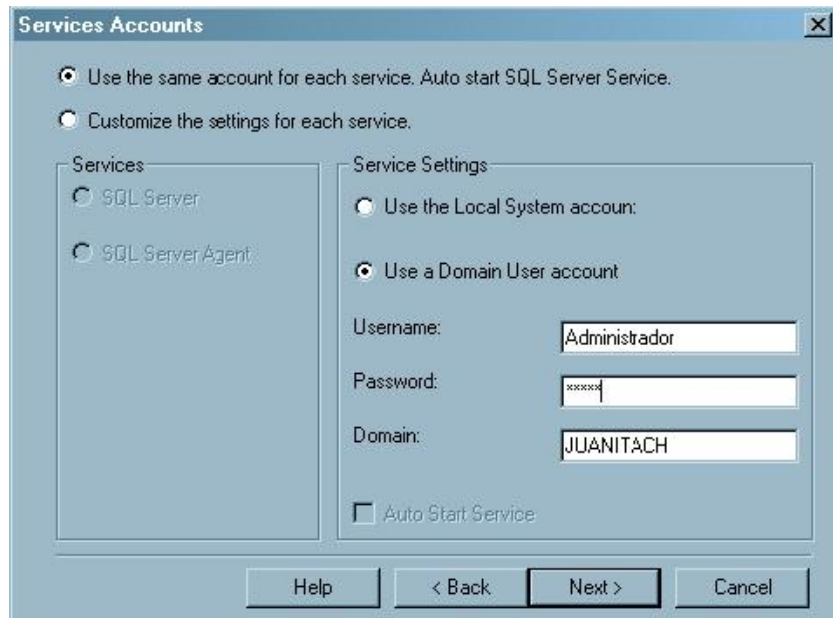 Services Accounts
Use the same account for each service. Auto start SQL Server Service.
Customize the settings for each service.
Services
SQL Server
SQL Server Agent
Service Settings
Use the Local System accoun:
Use a Domain User account
Username:
Administrador
Password:
*****
Domain:
JUANITACH
Auto Start Service
Help
< Back
Next >
Cancel